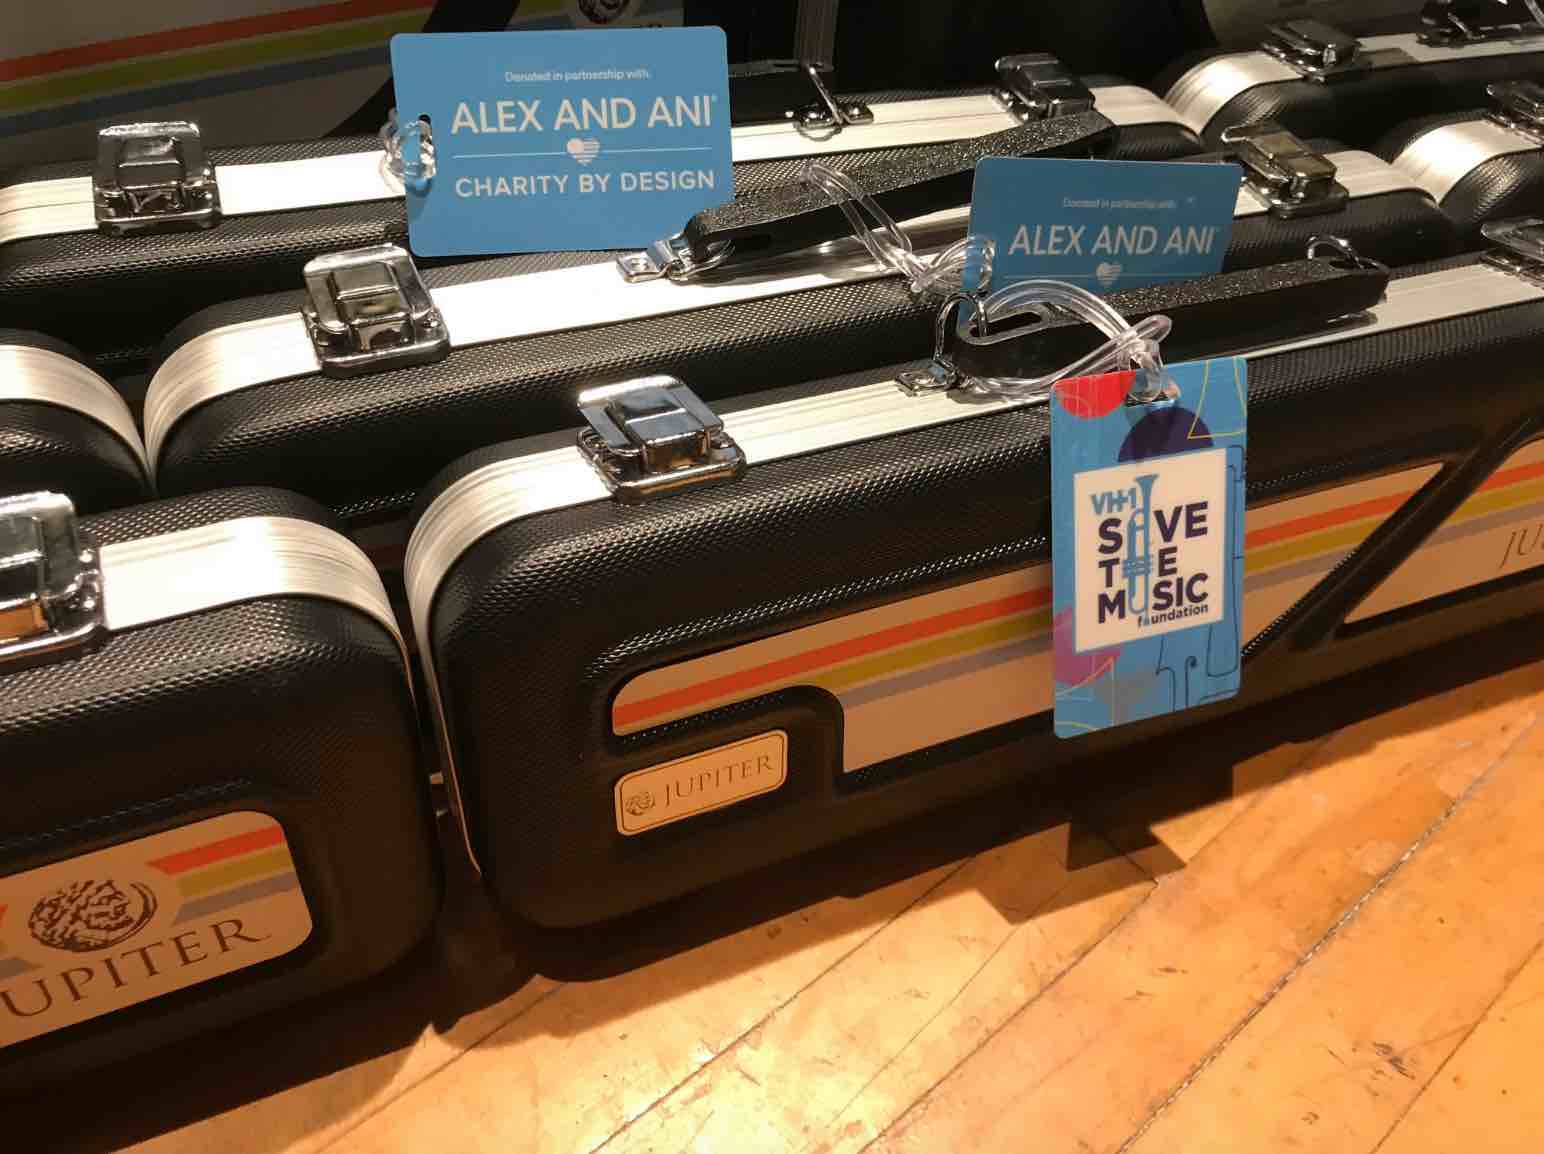 Donated in partnership with:
ALEX AND ANI®
CHARITY BY DESIGN
Donated in partnership with:
ALEX AND ANI
VH1
SAVE
THE
MUSIC
foundation
JUPITER
JUPITER
JU